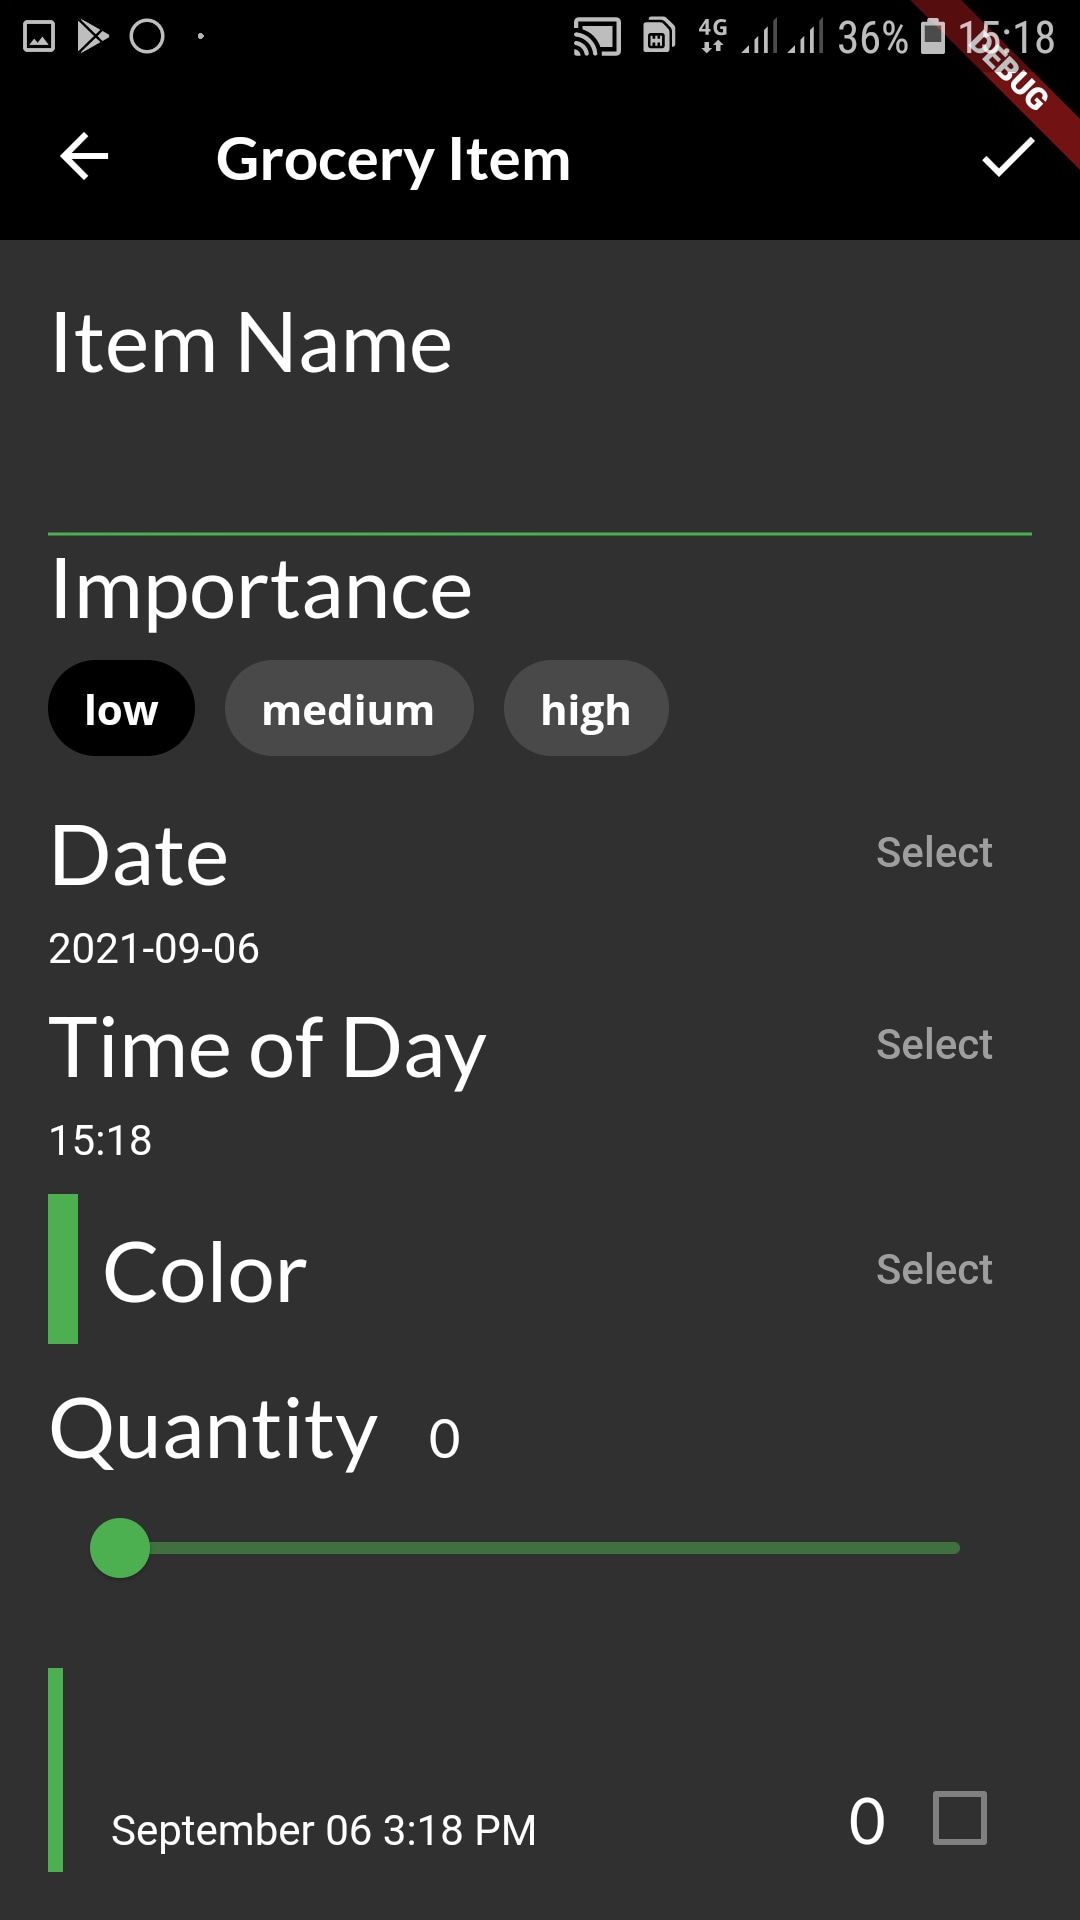 4G 36% 15:18
DEBUG
Grocery Item
Item Name
Importance
low medium high
Date Select
2021-09-06
Time of Day Select
15:18
Color Select
Quantity 0
September 06 3:18 PM 0